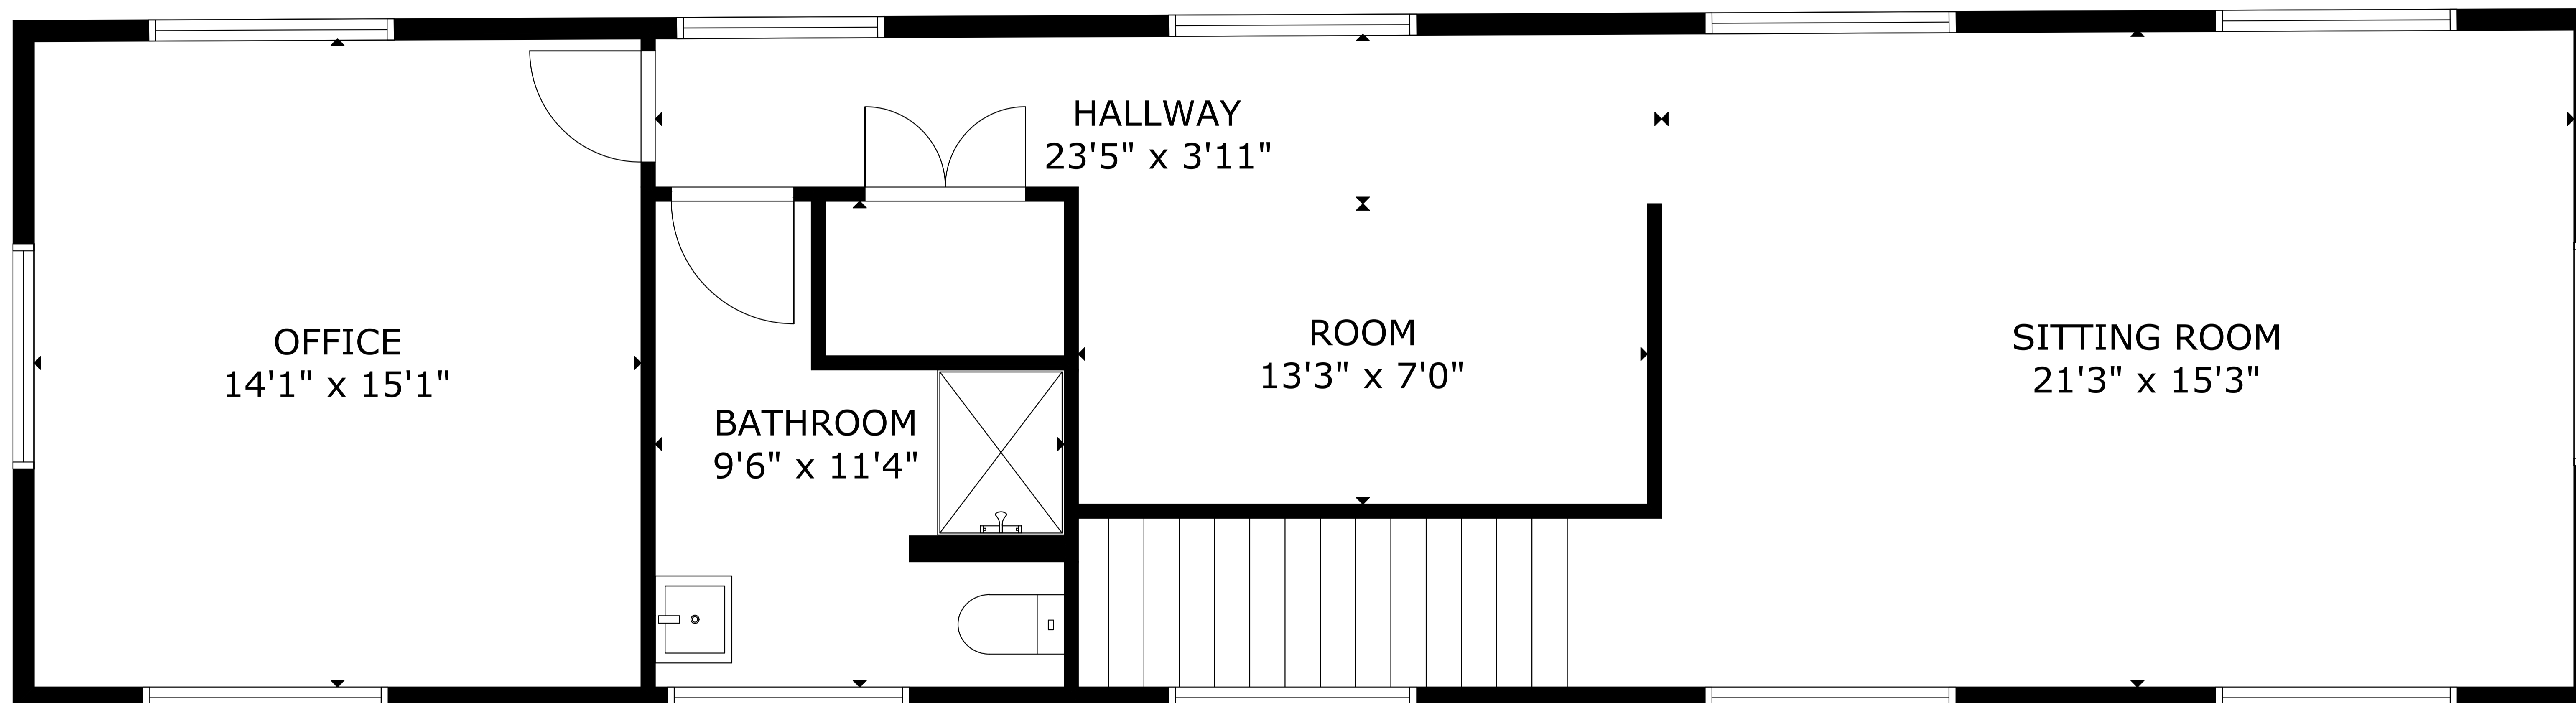 HALLWAY
23'5" x 3'11"
OFFICE
14'1" x 15'1"
ROOM
13'3" x 7'0"
SITTING ROOM
21'3" x 15'3"
BATHROOM
9'6" x 11'4"